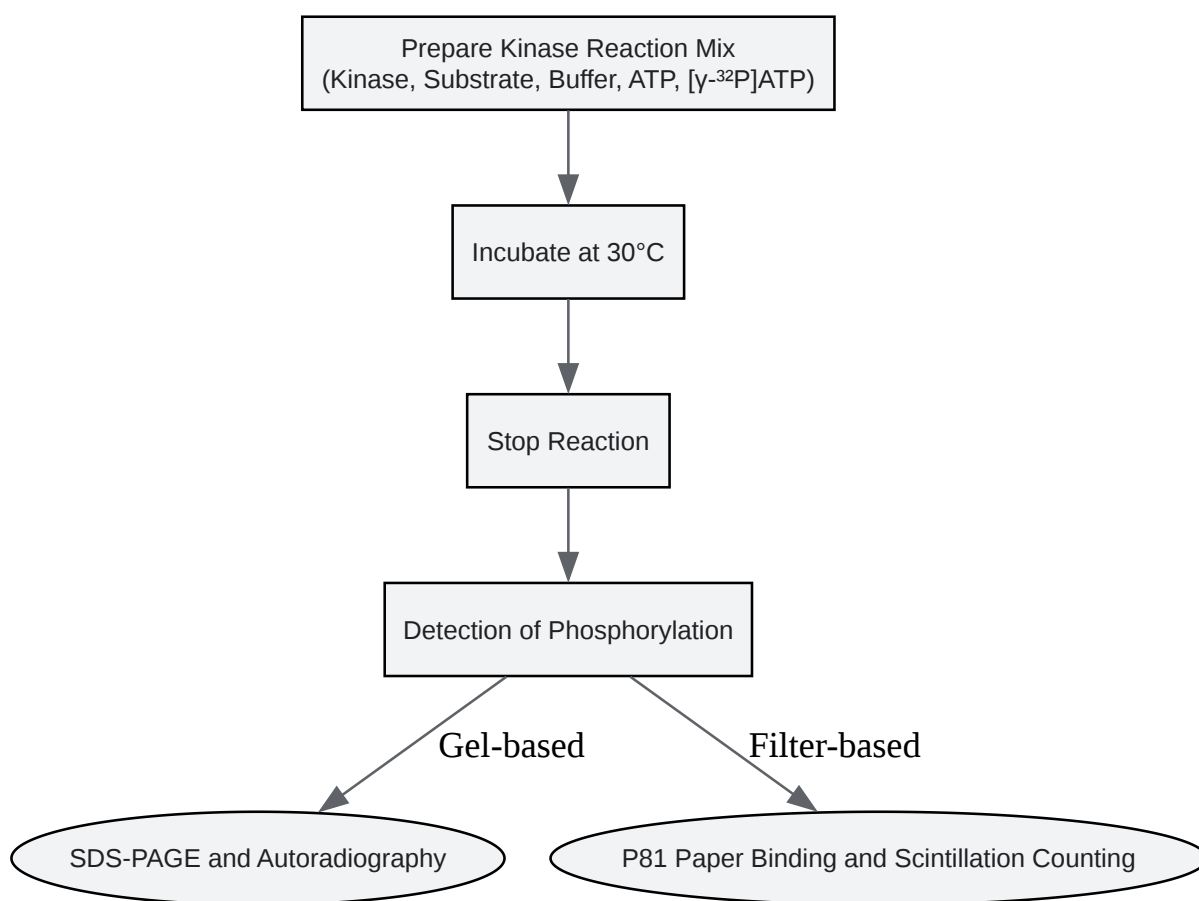 Prepare Kinase Reaction Mix
(Kinase, Substrate, Buffer, ATP, [γ-³²P]ATP)
Incubate at 30°C
Stop Reaction
Detection of Phosphorylation
Gel-based
Filter-based
SDS-PAGE and Autoradiography
P81 Paper Binding and Scintillation Counting